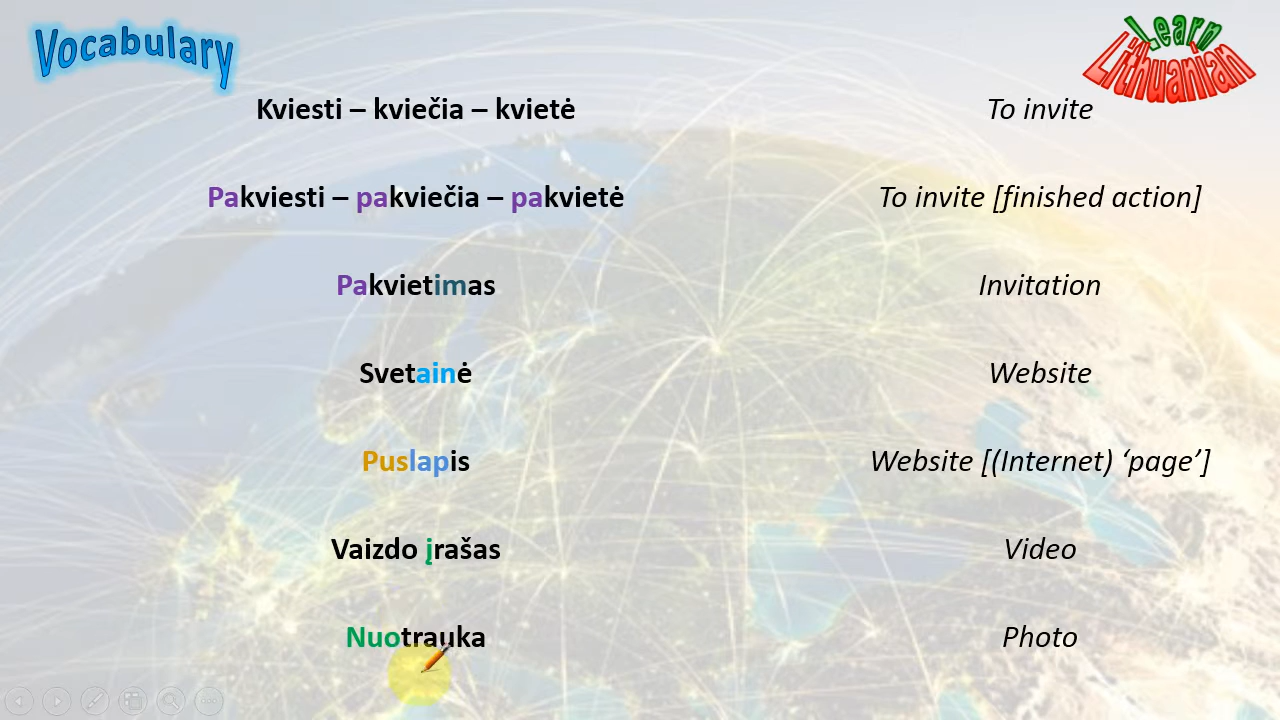 Vocabulary
Learn
Lithuanian
Kviesti – kviečia – kvietė To invite
Pakviesti – pakviečia – pakvietė To invite [finished action]
Pakvietimas Invitation
Svetainė Website
Puslapis Website [(Internet) ‘page’]
Vaizdo įrašas Video
Nuotrauka Photo